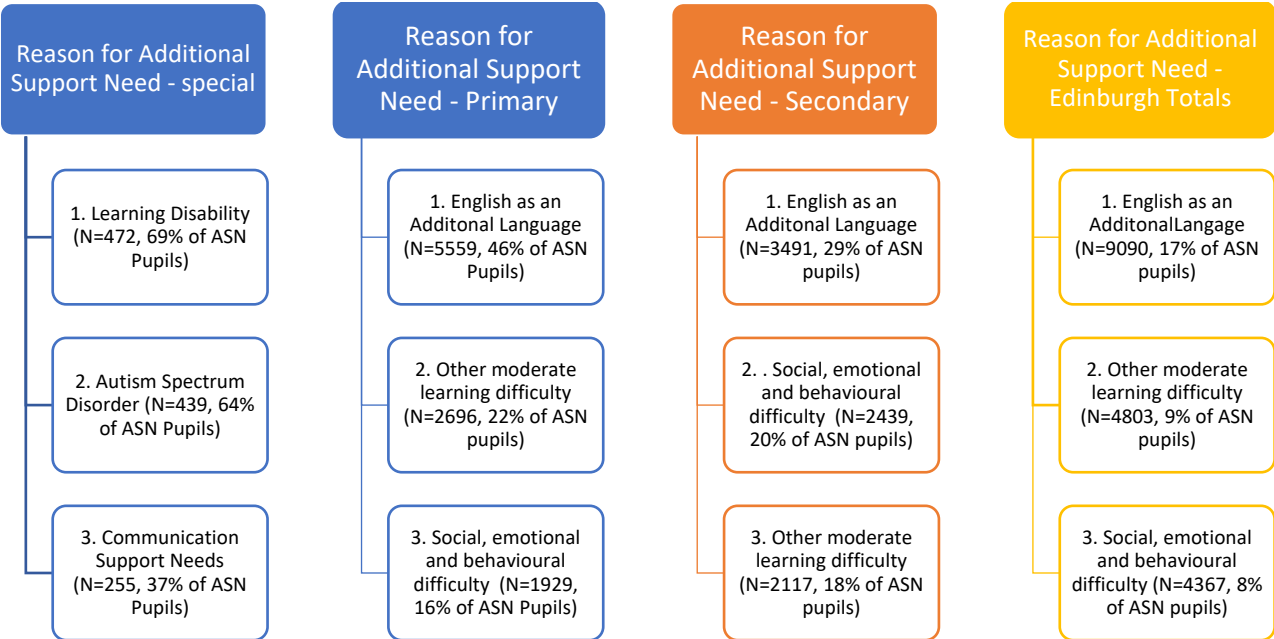 Reason for Additional
Support Need - special
1. Learning Disability
(N=472, 69% of ASN
Pupils)
2. Autism Spectrum
Disorder (N=439, 64%
of ASN Pupils)
3. Communication
Support Needs
(N=255, 37% of ASN
Pupils)
Reason for
Additional Support
Need - Primary
1. English as an
Additonal Language
(N=5559, 46% of ASN
Pupils)
2. Other moderate
learning difficulty
(N=2696, 22% of ASN
pupils)
3. Social, emotional
and behavioural
difficulty (N=1929,
16% of ASN Pupils)
Reason for
Additional Support
Need - Secondary
1. English as an
Additonal Language
(N=3491, 29% of ASN
pupils)
2. . Social, emotional
and behavioural
difficulty (N=2439,
20% of ASN pupils)
3. Other moderate
learning difficulty
(N=2117, 18% of ASN
pupils)
Reason for Additional
Support Need -
Edinburgh Totals
1. English as an
AdditonalLangage
(N=9090, 17% of ASN
pupils)
2. Other moderate
learning difficulty
(N=4803, 9% of ASN
pupils)
3. Social, emotional
and behavioural
difficulty (N=4367, 8%
of ASN pupils)